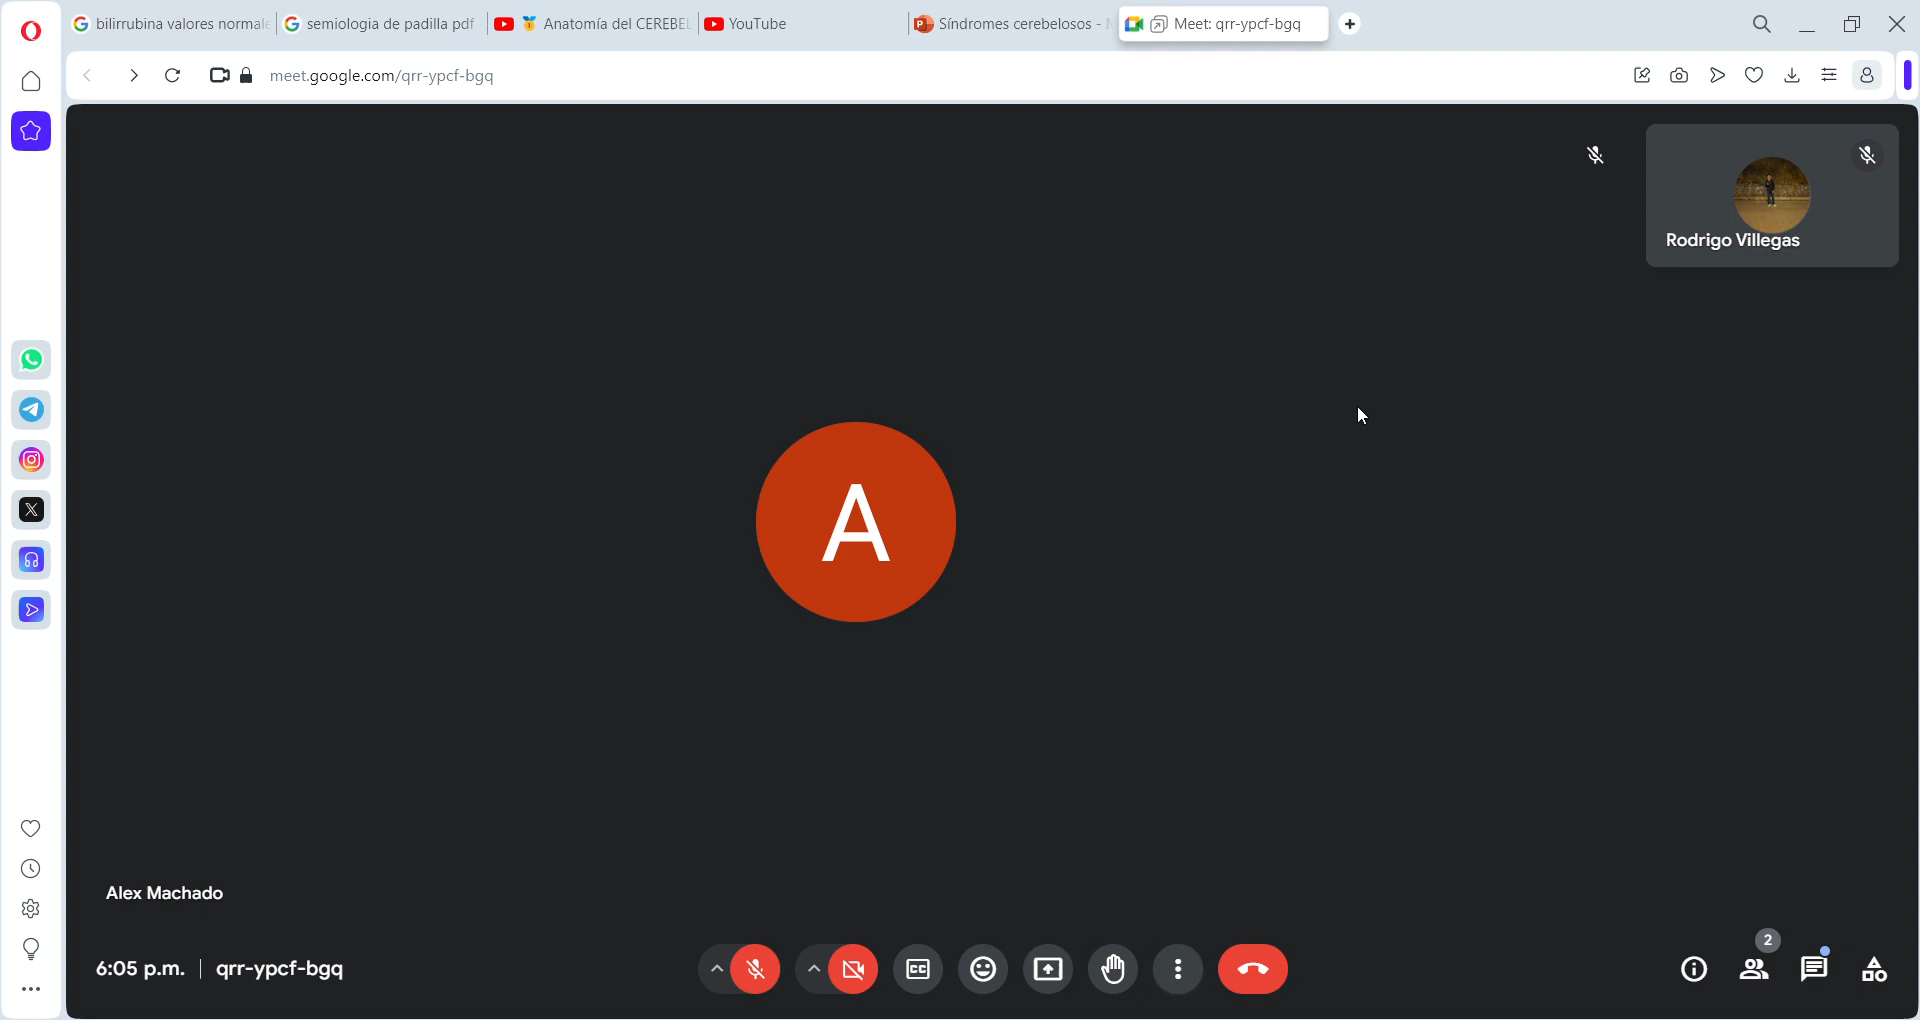 bilirrubina valores normale
semiologia de padilla pdf
Anatomía del CEREBEL
YouTube
Síndromes cerebelosos -
Meet: qrr-ypcf-bgq
meet.google.com/qrr-ypcf-bgq
Rodrigo Villegas
A
Alex Machado
6:05 p.m.
qrr-ypcf-bgq
CC
2